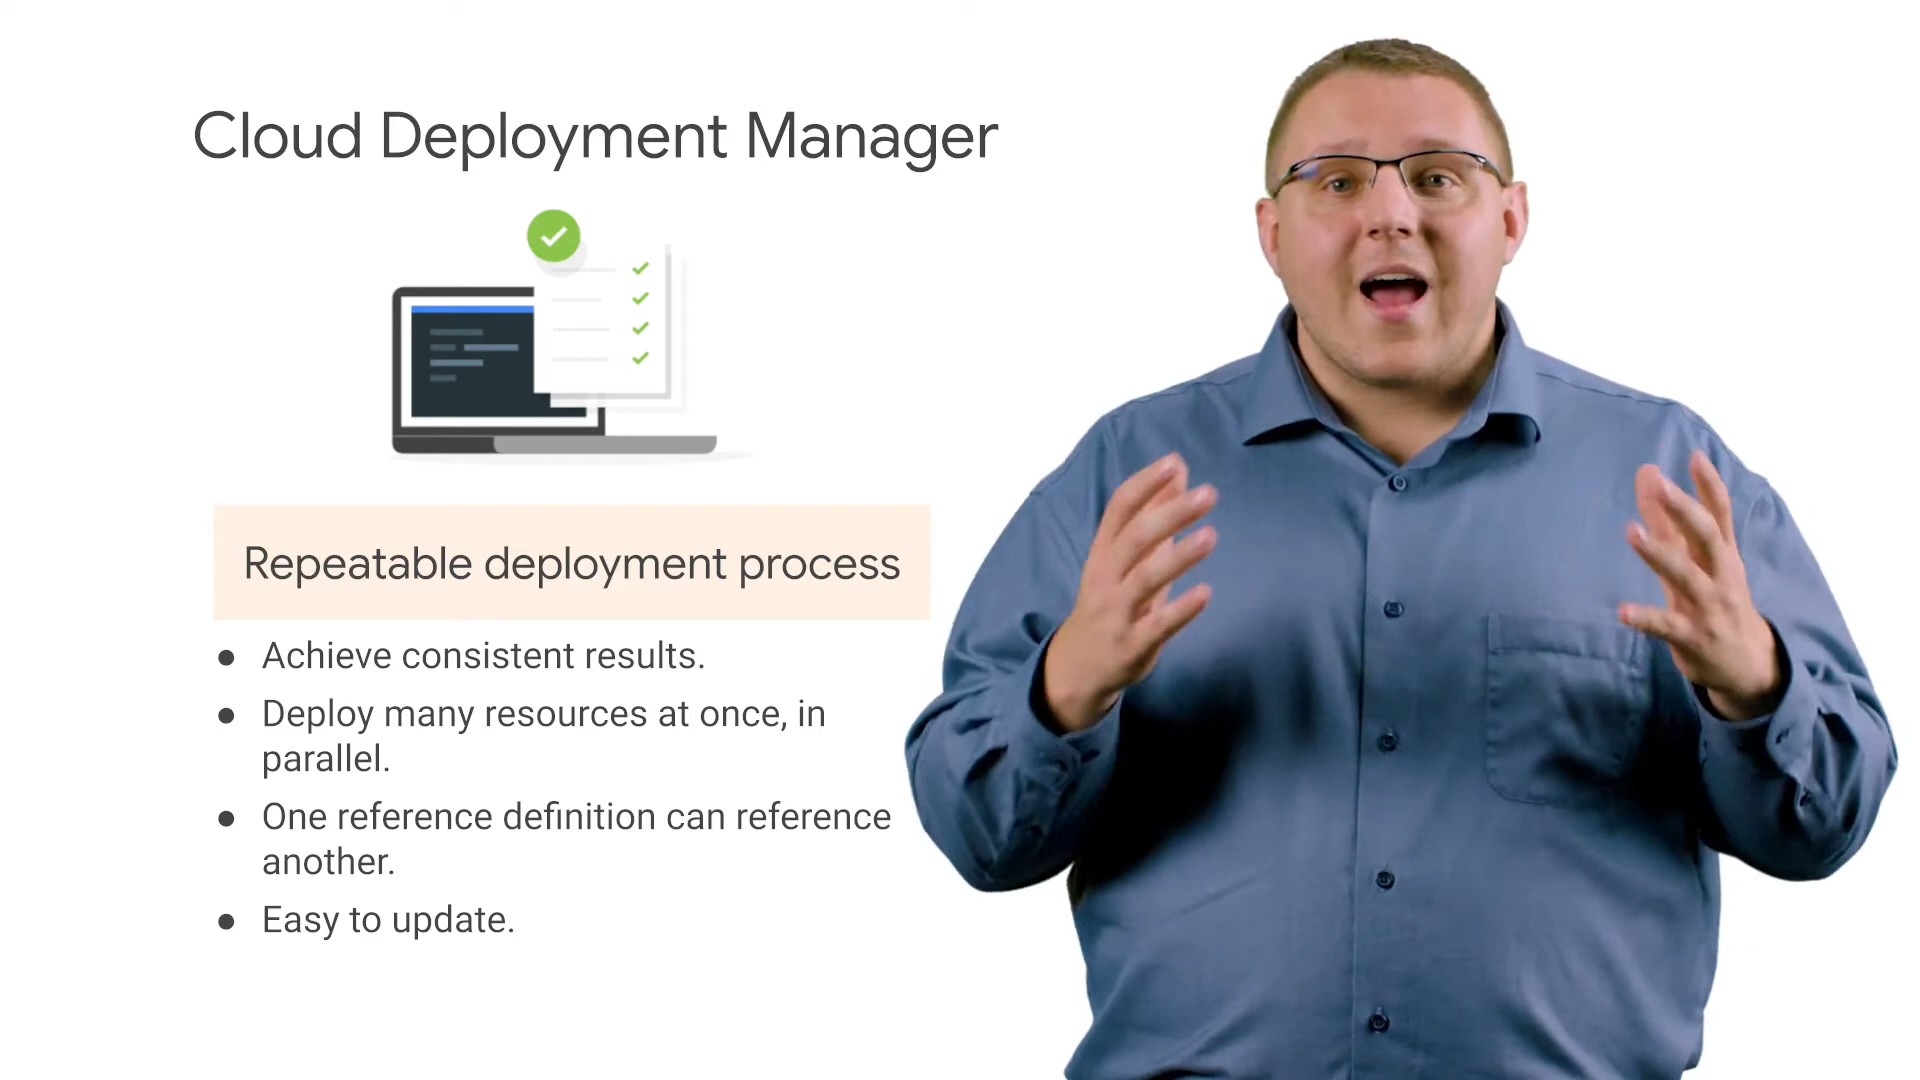 Cloud Deployment Manager
Repeatable deployment process
● Achieve consistent results.
● Deploy many resources at once, in
parallel.
● One reference definition can reference
another.
● Easy to update.